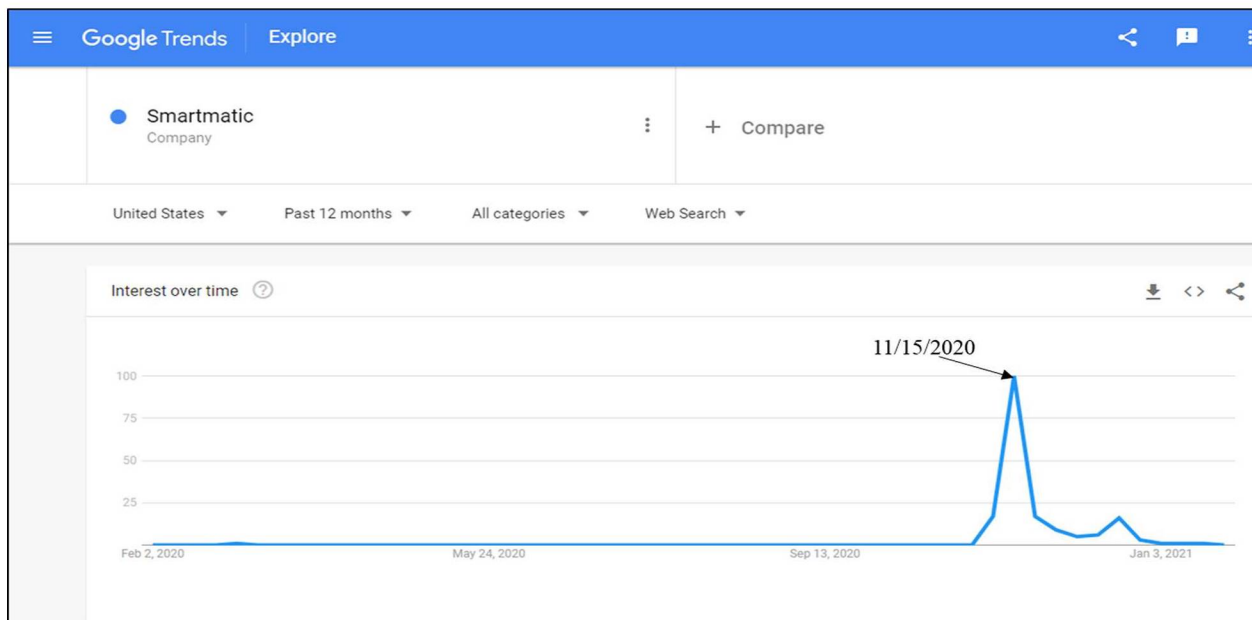 Google Trends Explore
Smartmatic
Company
+ Compare
United States Past 12 months All categories Web Search
Interest over time
11/15/2020
100
75
50
25
Feb 2, 2020 May 24, 2020 Sep 13, 2020 Jan 3, 2021